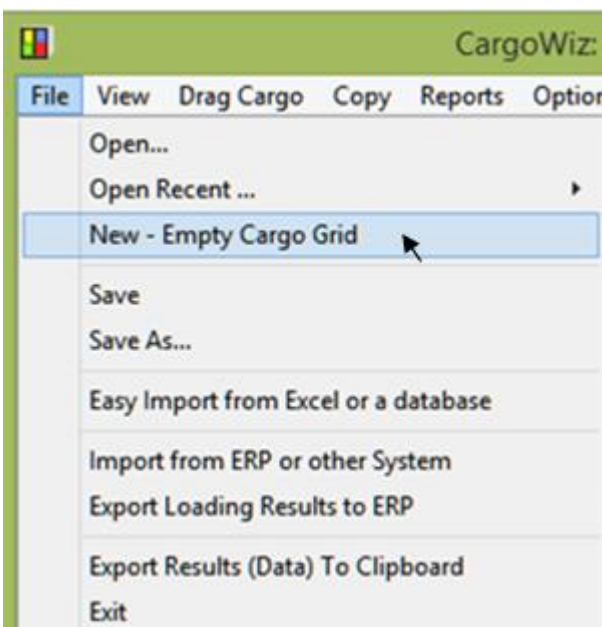 CargoWiz:
File View Drag Cargo Copy Reports Option
Open...
Open Recent ...
New - Empty Cargo Grid
Save
Save As...
Easy Import from Excel or a database
Import from ERP or other System
Export Loading Results to ERP
Export Results (Data) To Clipboard
Exit